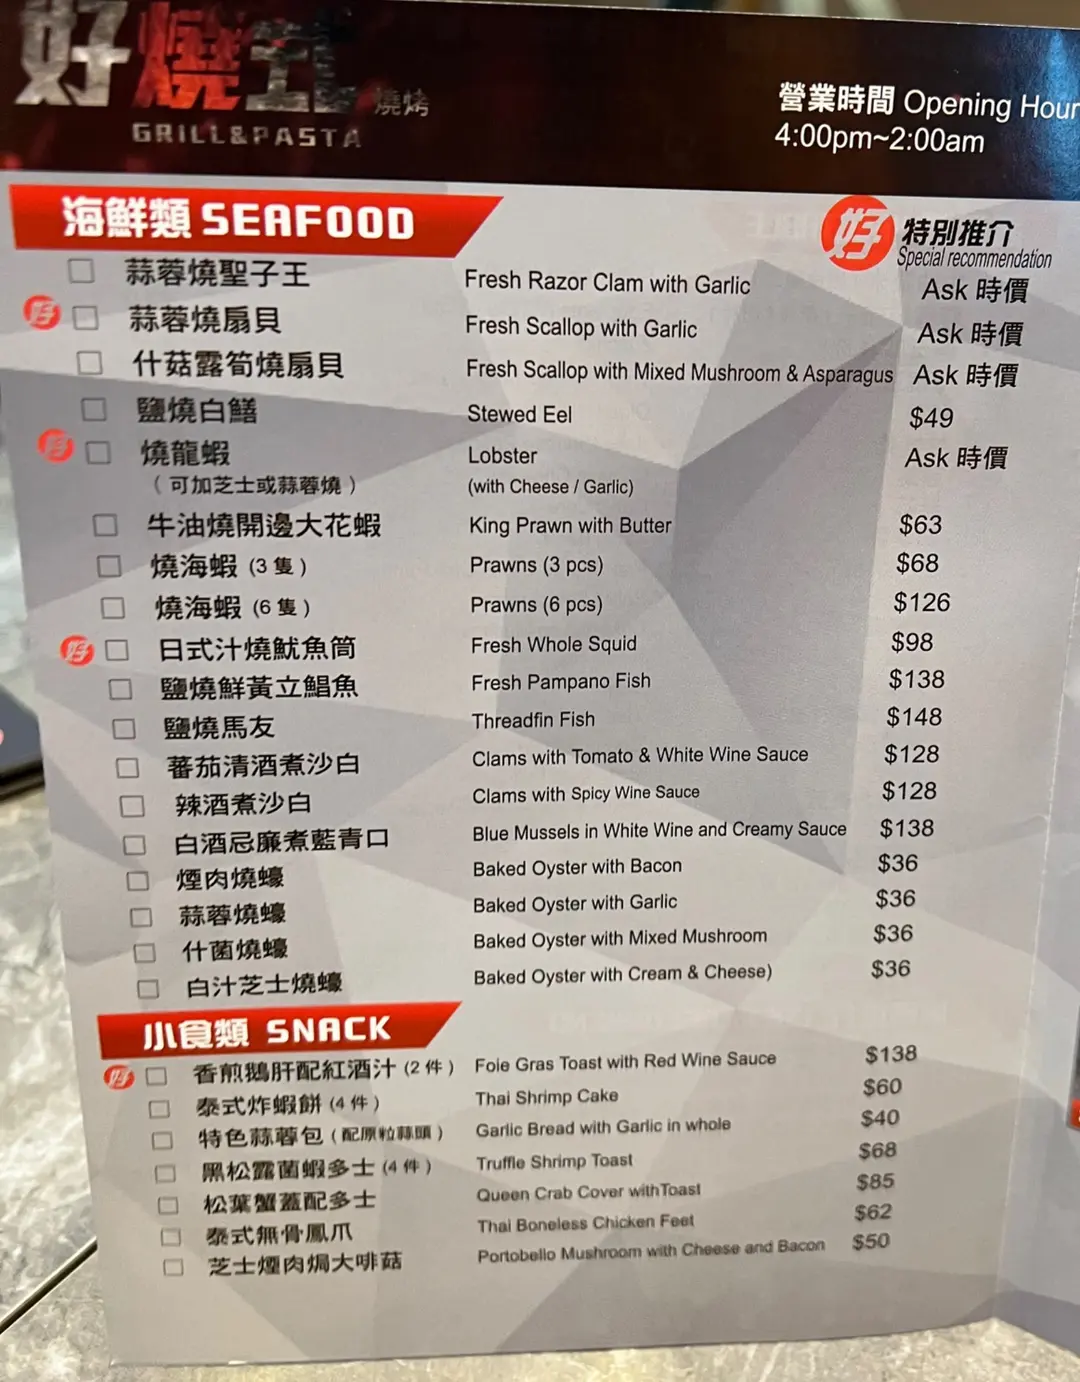 好燒
燒烤
GRILL&PASTA
營業時間 Opening Hour
4:00pm~2:00am
海鮮類 SEAFOOD
好 特別推介
Special recommendation
蒜蓉燒聖子王 Fresh Razor Clam with Garlic Ask 時價
好 蒜蓉燒扇貝 Fresh Scallop with Garlic Ask 時價
什菇露筍燒扇貝 Fresh Scallop with Mixed Mushroom & Asparagus Ask 時價
鹽燒白鱔 Stewed Eel $49
好 燒龍蝦 Lobster Ask 時價
(可加芝士或蒜蓉燒) (with Cheese / Garlic)
牛油燒開邊大花蝦 King Prawn with Butter $63
燒海蝦 (3 隻) Prawns (3 pcs) $68
燒海蝦 (6 隻) Prawns (6 pcs) $126
好 日式汁燒魷魚筒 Fresh Whole Squid $98
鹽燒鮮黃立鯧魚 Fresh Pampano Fish $138
鹽燒馬友 Threadfin Fish $148
蕃茄清酒煮沙白 Clams with Tomato & White Wine Sauce $128
辣酒煮沙白 Clams with Spicy Wine Sauce $128
白酒忌廉煮藍青口 Blue Mussels in White Wine and Creamy Sauce $138
煙肉燒蠔 Baked Oyster with Bacon $36
蒜蓉燒蠔 Baked Oyster with Garlic $36
什菌燒蠔 Baked Oyster with Mixed Mushroom $36
白汁芝士燒蠔 Baked Oyster with Cream & Cheese) $36
小食類 SNACK
好 香煎鵝肝配紅酒汁 (2 件) Foie Gras Toast with Red Wine Sauce $138
泰式炸蝦餅 (4 件) Thai Shrimp Cake $60
特色蒜蓉包 (配原粒蒜頭) Garlic Bread with Garlic in whole $40
黑松露菌蝦多士 (4 件) Truffle Shrimp Toast $68
松葉蟹蓋配多士 Queen Crab Cover withToast $85
泰式無骨鳳爪 Thai Boneless Chicken Feet $62
芝士煙肉焗大啡菇 Portobello Mushroom with Cheese and Bacon $50